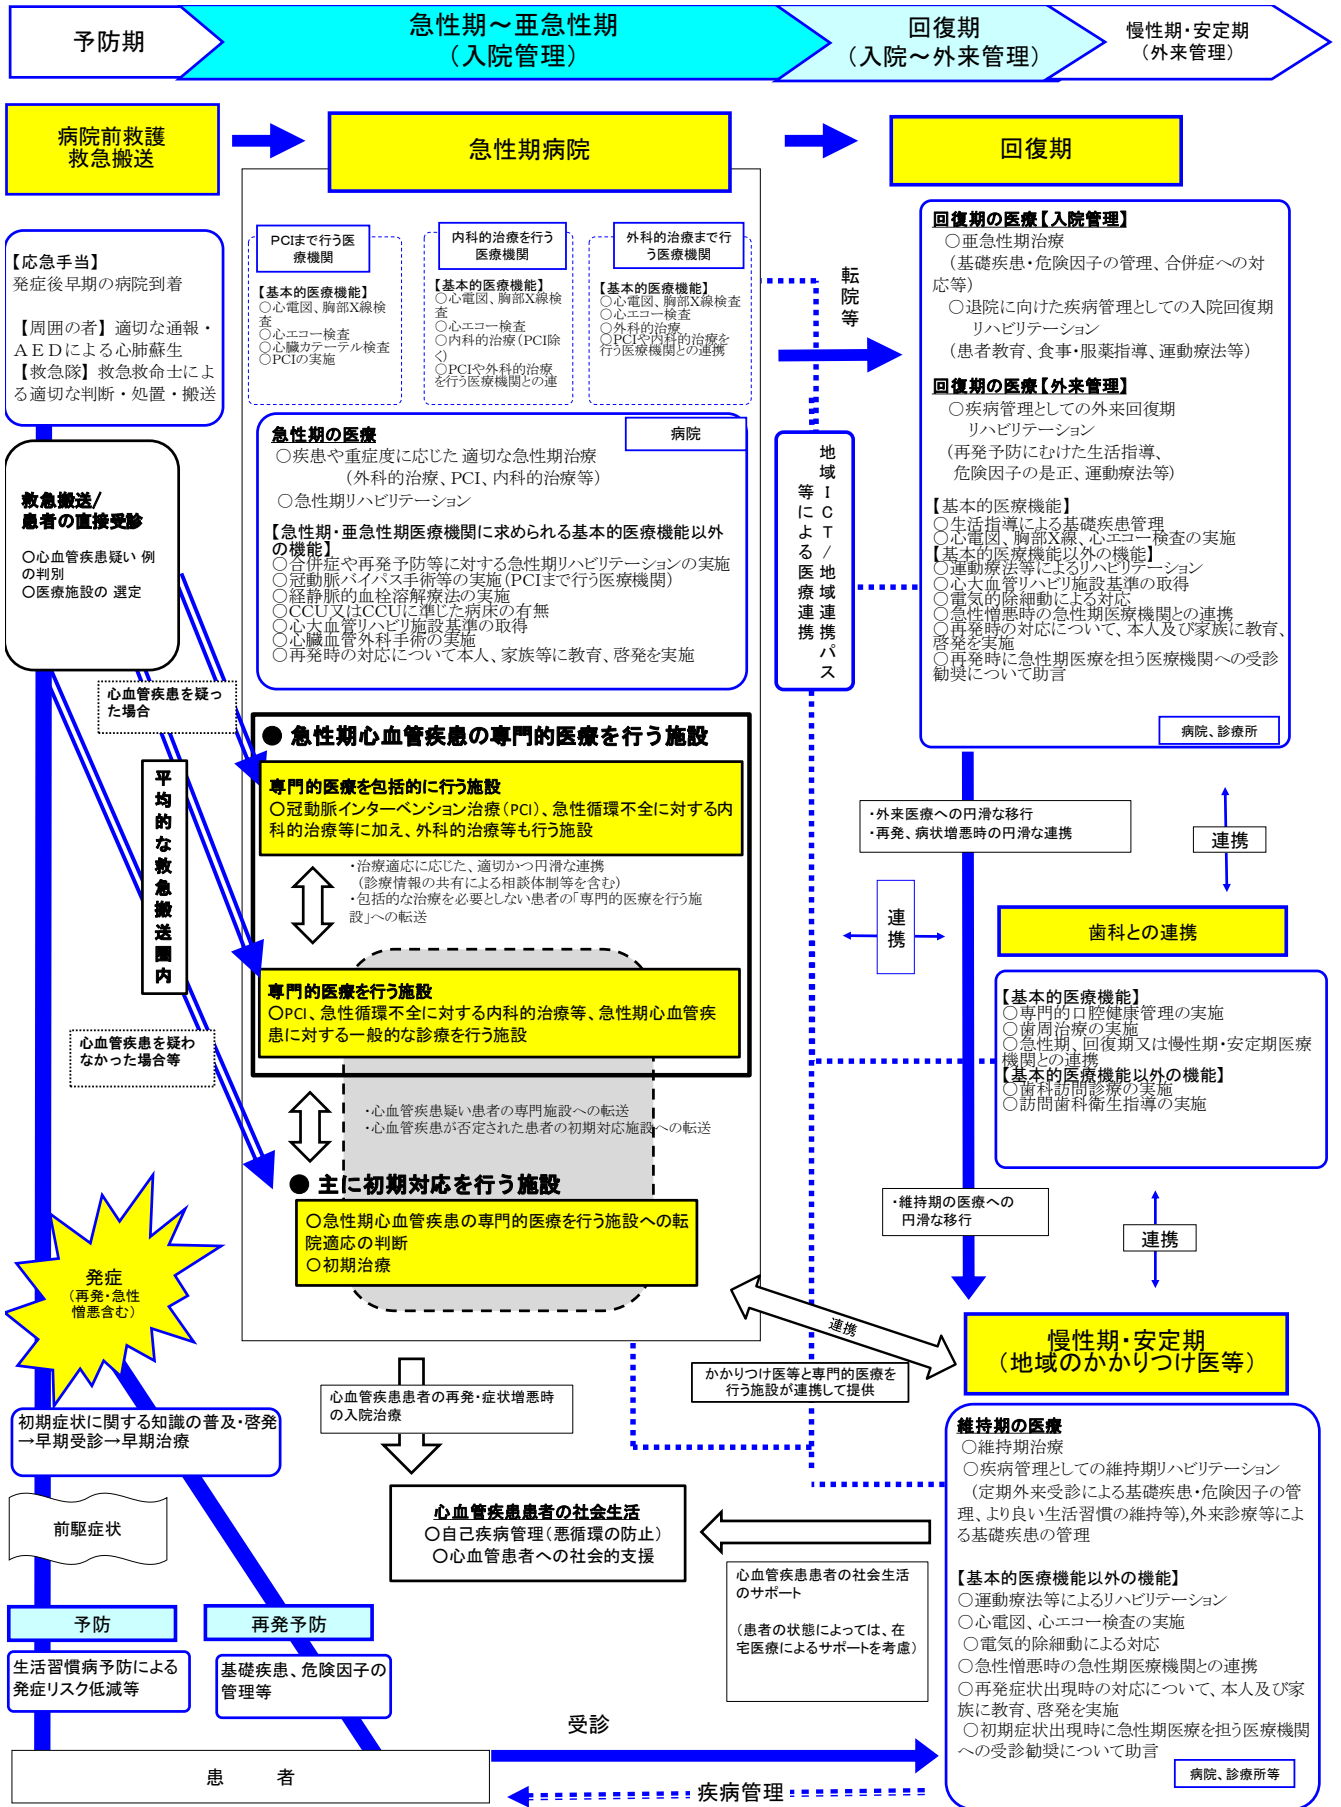 予防期
急性期～亜急性期
（入院管理）
回復期
（入院～外来管理）
慢性期・安定期
（外来管理）
病院前救護
救急搬送
急性期病院
回復期
【応急手当】
発症後早期の病院到着
【周囲の者】適切な通報・
ＡＥＤによる心肺蘇生
【救急隊】救急救命士によ
る適切な判断・処置・搬送
救急搬送/
患者の直接受診
○心血管疾患疑い 例
の判別
○医療施設の 選定
PCIまで行う医
療機関
【基本的医療機能】
○心電図、胸部X線検
査
○心エコー検査
○心臓カテーテル検査
○PCIの実施
内科的治療を行う
医療機関
【基本的医療機能】
○心電図、胸部X線検
査
○心エコー検査
○内科的治療（PCI除
く）
○PCIや外科的治療
を行う医療機関との連
外科的治療まで行
う医療機関
【基本的医療機能】
○心電図、胸部X線検査
○心エコー検査
○外科的治療
○PCIや内科的治療を
行う医療機関との連携
急性期の医療
病院
○疾患や重症度に応じた 適切な急性期治療
（外科的治療、PCI、内科的治療等）
○急性期リハビリテーション
【急性期・亜急性期医療機関に求められる基本的医療機能以外
の機能】
○合併症や再発予防等に対する急性期リハビリテーションの実施
○冠動脈バイパス手術等の実施（PCIまで行う医療機関）
○経静脈的血栓溶解療法の実施
○CCU又はCCUに準じた病床の有無
○心大血管リハビリ施設基準の取得
○心臓血管外科手術の実施
○再発時の対応について本人、家族等に教育、啓発を実施
転院等
地域ＩＣＴ/地域連携パス
等による医療連携
回復期の医療【入院管理】
○亜急性期治療
（基礎疾患・危険因子の管理、合併症への対
応等）
○退院に向けた疾病管理としての入院回復期
リハビリテーション
（患者教育、食事・服薬指導、運動療法等）
回復期の医療【外来管理】
○疾病管理としての外来回復期
リハビリテーション
（再発予防にむけた生活指導、
危険因子の是正、運動療法等）
【基本的医療機能】
○生活指導による基礎疾患管理
○心電図、胸部X線、心エコー検査の実施
【基本的医療機能以外の機能】
○運動療法等によるリハビリテーション
○心大血管リハビリ施設基準の取得
○電気的除細動による対応
○急性憎悪時の急性期医療機関との連携
○再発時の対応について、本人及び家族に教育、
啓発を実施
○再発時に急性期医療を担う医療機関への受診
勧奨について助言
病院、診療所
心血管疾患を疑っ
た場合
平均的な救急搬送圏内
心血管疾患を疑わ
なかった場合等
● 急性期心血管疾患の専門的医療を行う施設
専門的医療を包括的に行う施設
○冠動脈インターベンション治療（PCI）、急性循環不全に対する内
科的治療等に加え、外科的治療等も行う施設
・治療適応に応じた、適切かつ円滑な連携
（診療情報の共有による相談体制等を含む）
・包括的な治療を必要としない患者の「専門的医療を行う施
設」への転送
専門的医療を行う施設
○PCI、急性循環不全に対する内科的治療等、急性期心血管疾
患に対する一般的な診療を行う施設
・心血管疾患疑い患者の専門施設への転送
・心血管疾患が否定された患者の初期対応施設への転送
● 主に初期対応を行う施設
○急性期心血管疾患の専門的医療を行う施設への転
院適応の判断
○初期治療
・外来医療への円滑な移行
・再発、病状増悪時の円滑な連携
連携
連携
歯科との連携
【基本的医療機能】
○専門的口腔健康管理の実施
○歯周治療の実施
○急性期、回復期又は慢性期・安定期医療
機関との連携
【基本的医療機能以外の機能】
○歯科訪問診療の実施
○訪問歯科衛生指導の実施
・維持期の医療への
円滑な移行
連携
連携
慢性期・安定期
（地域のかかりつけ医等）
かかりつけ医等と専門的医療を
行う施設が連携して提供
発症
（再発・急性
憎悪含む）
初期症状に関する知識の普及・啓発
→早期受診→早期治療
前駆症状
予防
生活習慣病予防による
発症リスク低減等
再発予防
基礎疾患、危険因子の
管理等
心血管疾患患者の再発・症状増悪時
の入院治療
心血管疾患患者の社会生活
○自己疾病管理（悪循環の防止）
○心血管患者への社会的支援
心血管疾患患者の社会生活
のサポート
（患者の状態によっては、在
宅医療によるサポートを考慮）
維持期の医療
○維持期治療
○疾病管理としての維持期リハビリテーション
（定期外来受診による基礎疾患・危険因子の管
理、より良い生活習慣の維持等）,外来診療等によ
る基礎疾患の管理
【基本的医療機能以外の機能】
○運動療法等によるリハビリテーション
○心電図、心エコー検査の実施
○電気的除細動による対応
○急性憎悪時の急性期医療機関との連携
○再発症状出現時の対応について、本人及び家
族に教育、啓発を実施
○初期症状出現時に急性期医療を担う医療機関
への受診勧奨について助言
病院、診療所等
受診
患 者
疾病管理